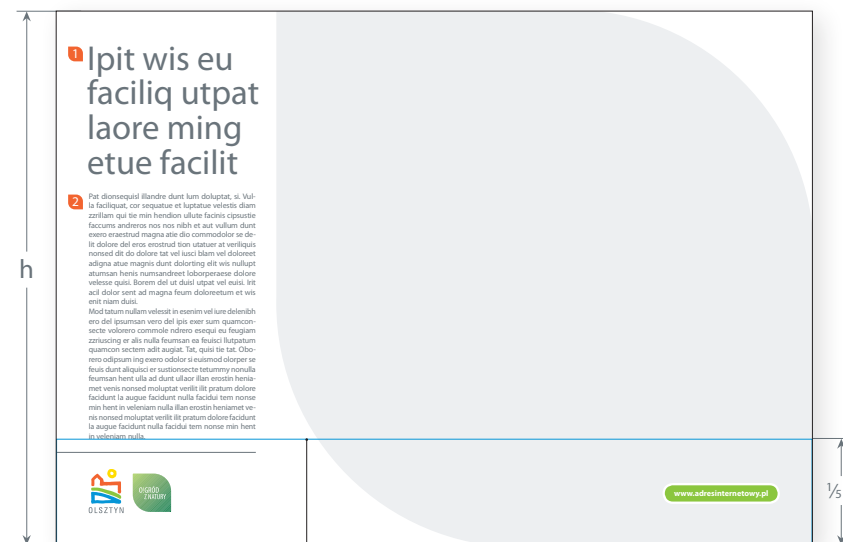 1
Ipit wis eu
faciliq utpat
laore ming
etue facilit
2
Pat dionsequisl illandre dunt lum doluptat, si. Vul-
la faciliquat, cor sequatue et luptatue velestis diam
zzrillam qui tie min hendion ullute facinis cipsustie
faccums andreros nos nos nibh et aut vullum dunt
exero eraestrud magna atie dio commodolor se de-
lit dolore del eros erostrud tion utatuer at venliquis
nonsed dit do dolore tat vel iusci blam vel doloreet
adigna atue magnis dunt dolorting elit wis nullupt
atumsan henis numsandreet loborperaese dolore
velesse quisi. Borem del ut duisl utpat vel euisi. Irit
acil dolor sent ad magna feum doloreetum et wis
enit niam duisi.
Mod tatum nullam velessit in esenim vel iure delenibh
ero del ipsumsan vero del ipis exer sum quamcon-
secte volorero commole ndrero esequi eu feugiam
zzriuscing er alis nulla feumsan ea feuisci llutpatum
quamcon sectem adit augiat. Tat, quisi tie tat. Obo-
rero odipsum ing exero odolor si euismod olorper se
feuis dunt aliquisci er sustionsecte tetummy nonulla
feumsan hent ulla ad dunt ullaor illan erostin henia-
met venis nonsed moluptat verilit ilit pratum dolore
facidunt la augue facidunt nulla facidui tem nonse
min hent in veleniam nulla illan erostin heniamet ve-
nis nonsed moluptat verilit ilit pratum dolore facidunt
la augue facidunt nulla facidui tem nonse min hent
in veleniam nulla.
h
OLSZTYN
OGRÓD
Z NATURY
www.adresinternetowy.pl
⅕